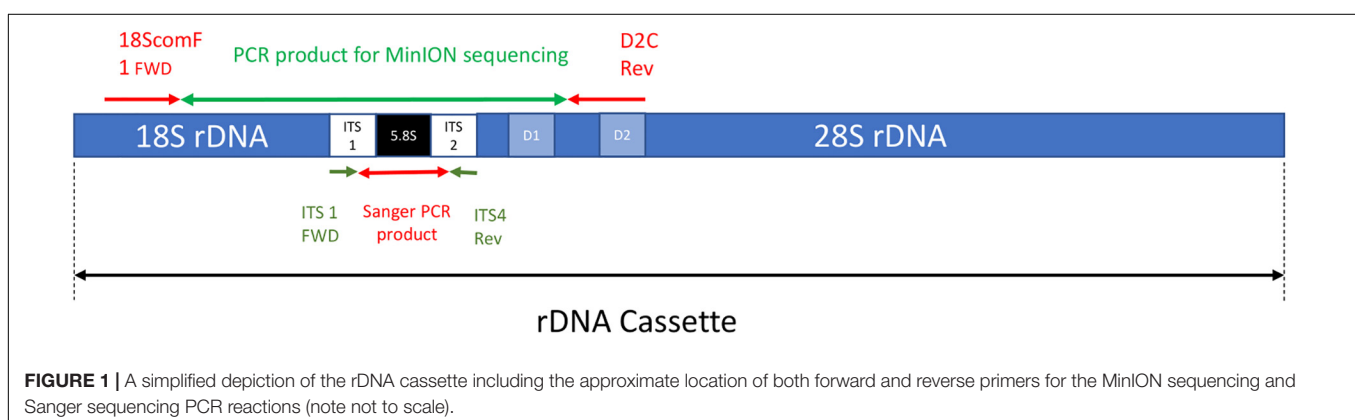 18ScomF
1 FWD
PCR product for MinION sequencing
D2C
Rev
18S rDNA
ITS
1
5.8S
ITS
2
D1
D2
28S rDNA
ITS 1
FWD
Sanger PCR
product
ITS4
Rev
rDNA Cassette
FIGURE 1 | A simplified depiction of the rDNA cassette including the approximate location of both forward and reverse primers for the MinION sequencing and
Sanger sequencing PCR reactions (note not to scale).